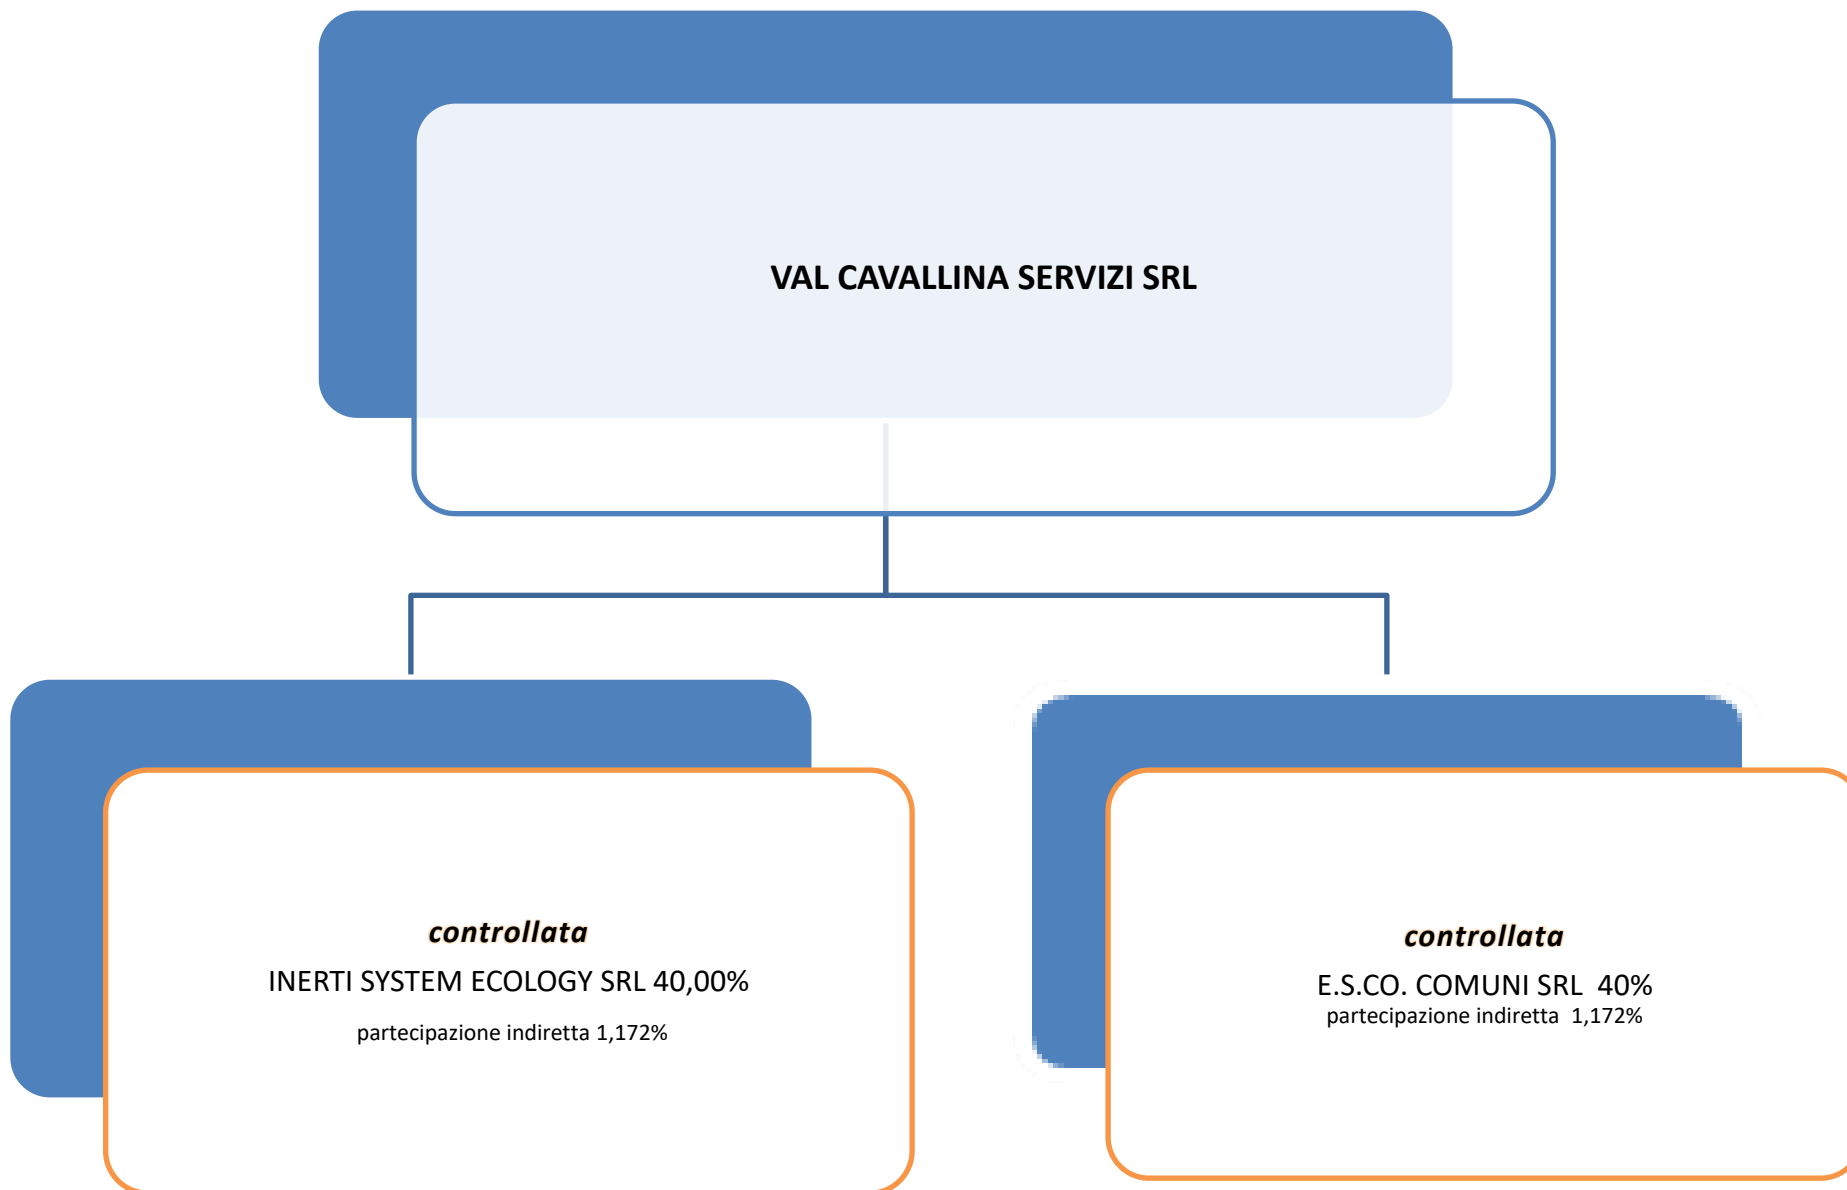 VAL CAVALLINA SERVIZI SRL
controllata
INERTI SYSTEM ECOLOGY SRL 40,00%
partecipazione indiretta 1,172%
controllata
E.S.CO. COMUNI SRL  40%
partecipazione indiretta  1,172%